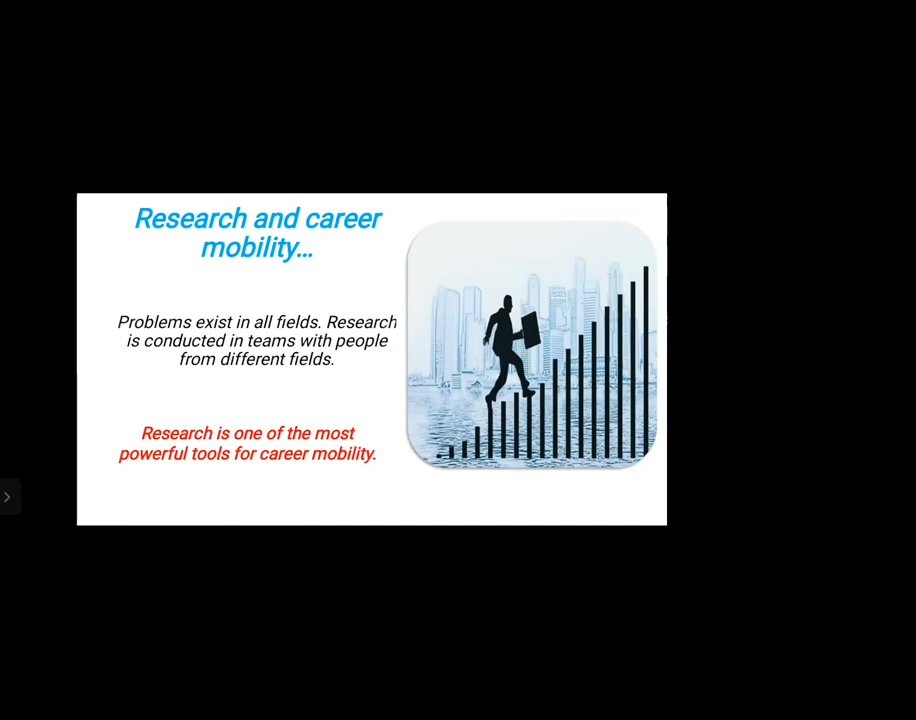 Research and career
mobility...
Problems exist in all fields. Research
is conducted in teams with people
from different fields.
Research is one of the most
powerful tools for career mobility.